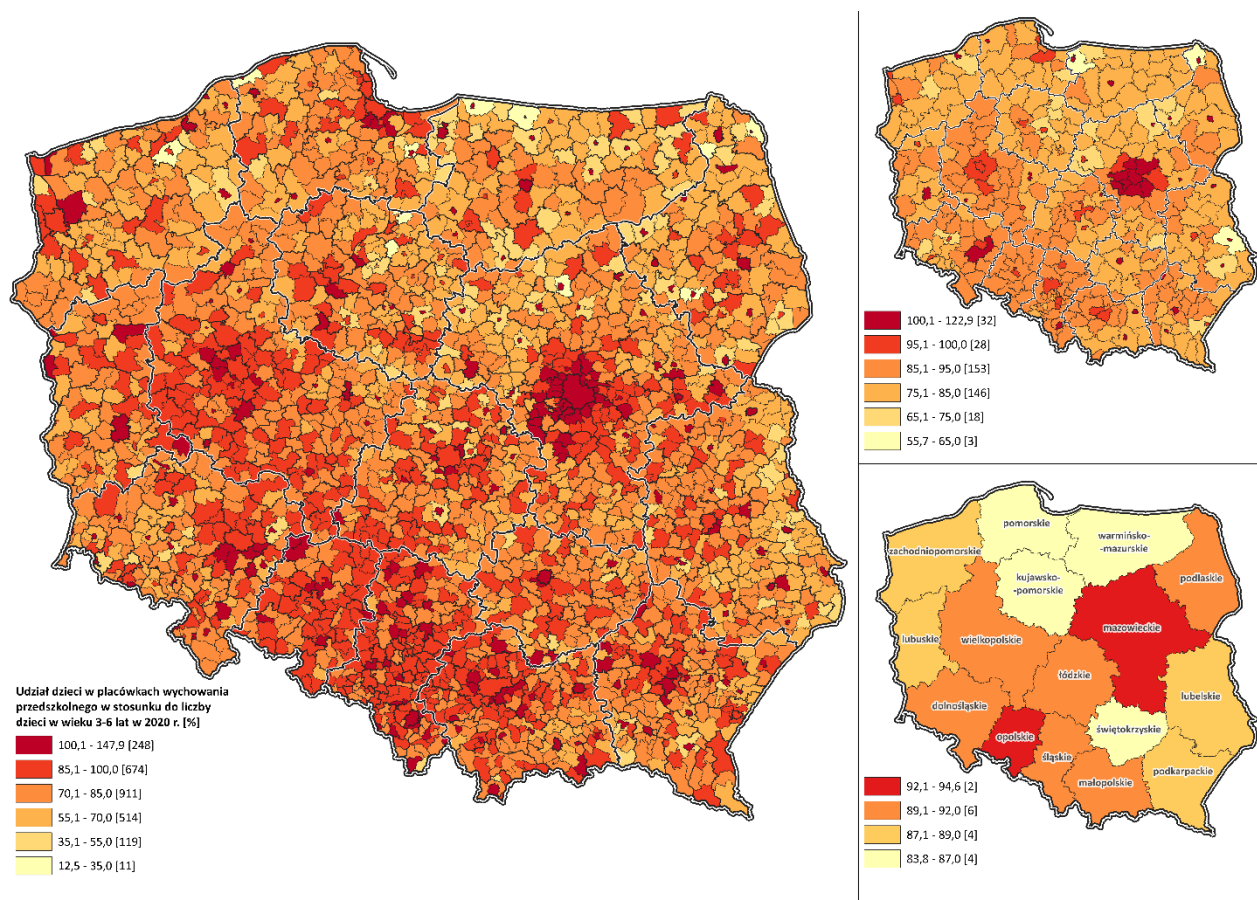 Udział dzieci w placówkach wychowania
przedszkolnego w stosunku do liczby
dzieci w wieku 3-6 lat w 2020 r. [%]
100,1 - 147,9 [248]
85,1 - 100,0 [674]
70,1 - 85,0 [911]
55,1 - 70,0 [514]
35,1 - 55,0 [119]
12,5 - 35,0 [11]
100,1 - 122,9 [32]
95,1 - 100,0 [28]
85,1 - 95,0 [153]
75,1 - 85,0 [146]
65,1 - 75,0 [18]
55,7 - 65,0 [3]
pomorskie
warmińsko-
-mazurskie
zachodniopomorskie
podlaskie
kujawsko-
-pomorskie
mazowieckie
lubuskie
wielkopolskie
łódzkie
lubelskie
dolnośląskie
opolskie
świętokrzyskie
śląskie
podkarpackie
małopolskie
92,1 - 94,6 [2]
89,1 - 92,0 [6]
87,1 - 89,0 [4]
83,8 - 87,0 [4]